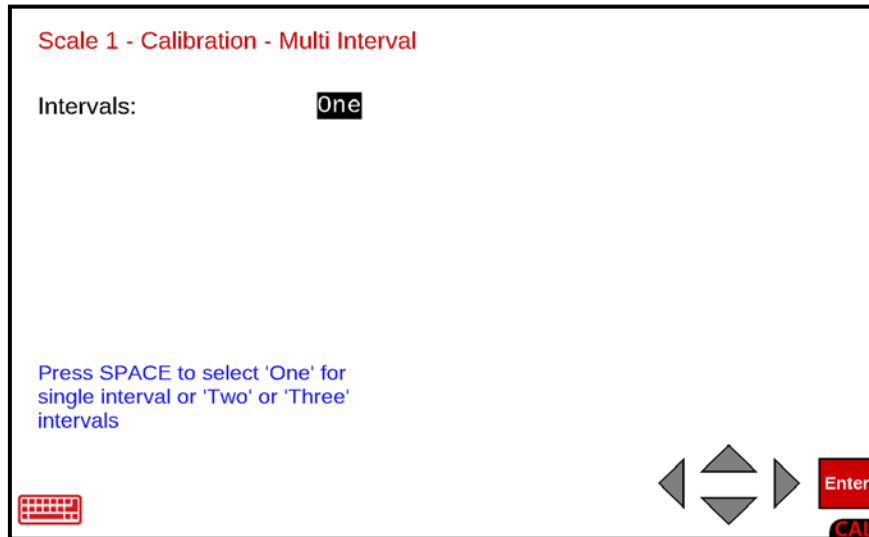 Scale 1 - Calibration - Multi Interval
Intervals: One
Press SPACE to select 'One' for
single interval or 'Two' or 'Three'
intervals
Enter
CAL